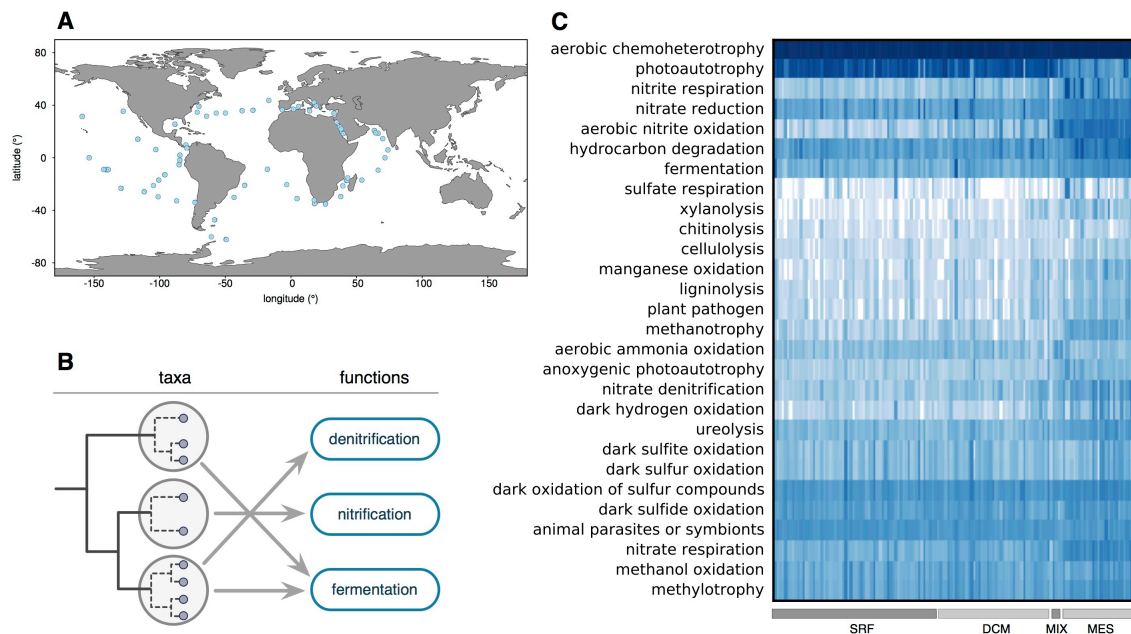 A
80
40
0
-40
-80
latitude (°)
-150
-100
-50
0
50
100
150
longitude (°)
B
taxa
functions
denitrification
nitrification
fermentation
C
aerobic chemoheterotrophy
photoautotrophy
nitrite respiration
nitrate reduction
aerobic nitrite oxidation
hydrocarbon degradation
fermentation
sulfate respiration
xylanolysis
chitinolysis
cellulolysis
manganese oxidation
ligninolysis
plant pathogen
methanotrophy
aerobic ammonia oxidation
anoxygenic photoautotrophy
nitrate denitrification
dark hydrogen oxidation
ureolysis
dark sulfite oxidation
dark sulfur oxidation
dark oxidation of sulfur compounds
dark sulfide oxidation
animal parasites or symbionts
nitrate respiration
methanol oxidation
methylotrophy
SRF
DCM
MIX
MES